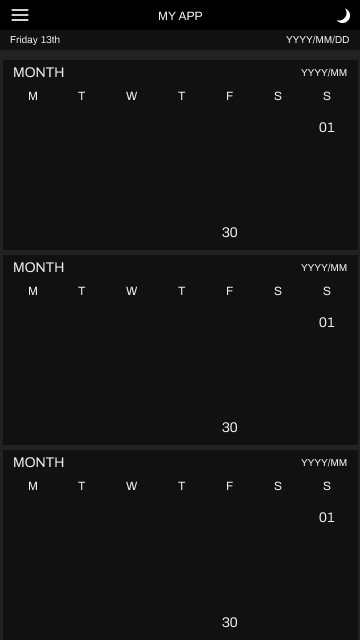 MY APP
Friday 13th YYYY/MM/DD
MONTH YYYY/MM
M T W T F S S
01
30
MONTH YYYY/MM
M T W T F S S
01
30
MONTH YYYY/MM
M T W T F S S
01
30